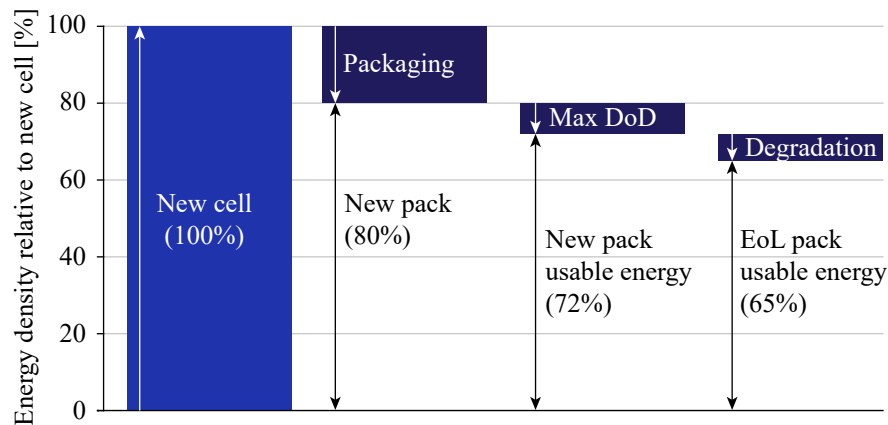 Energy density relative to new cell [%]
100
80
60
40
20
0
New cell
(100%)
Packaging
New pack
(80%)
Max DoD
New pack
usable energy
(72%)
Degradation
EoL pack
usable energy
(65%)